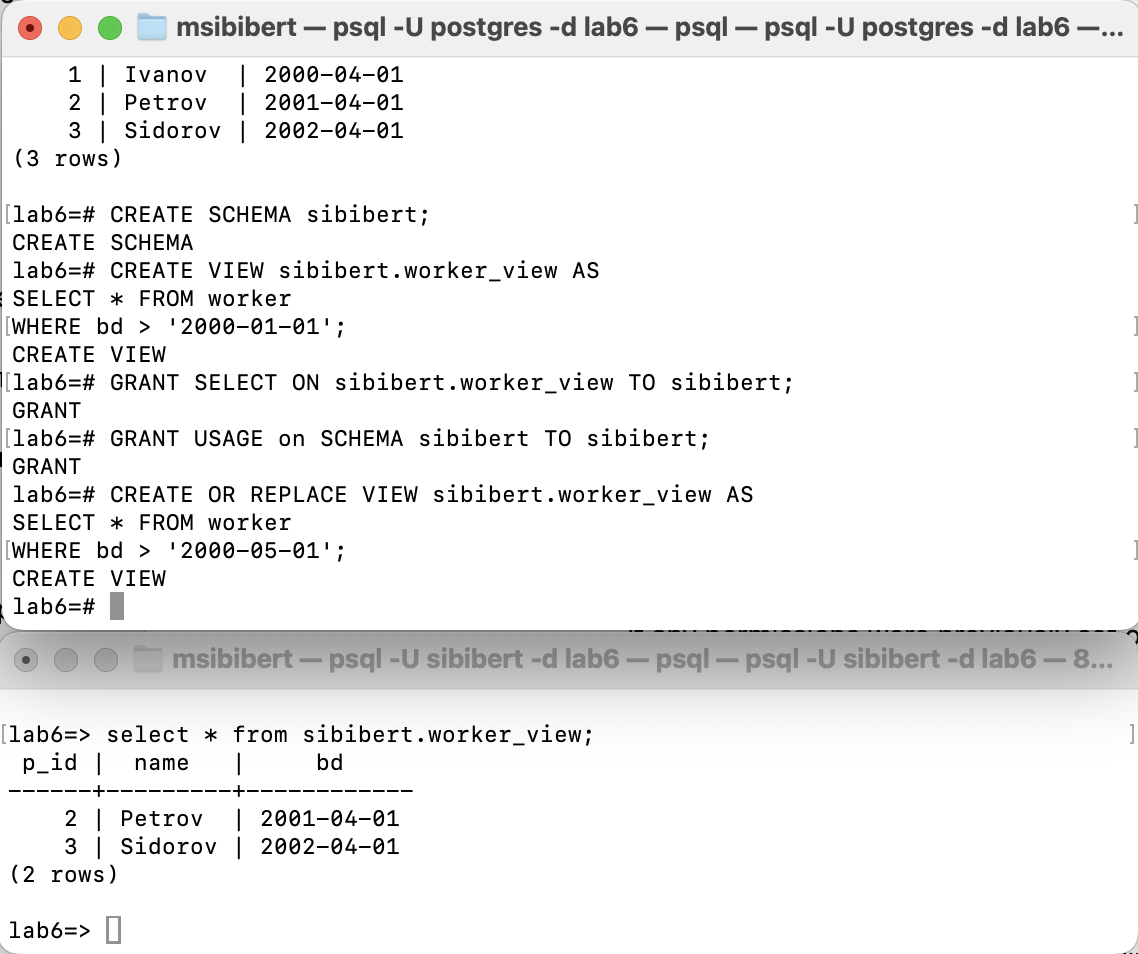 msibibert — psql -U postgres -d lab6 — psql — psql -U postgres -d lab6 —...
1 | Ivanov  | 2000-04-01
2 | Petrov  | 2001-04-01
3 | Sidorov | 2002-04-01
(3 rows)
[lab6=# CREATE SCHEMA sibibert; ]
CREATE SCHEMA
lab6=# CREATE VIEW sibibert.worker_view AS
SELECT * FROM worker
[WHERE bd > '2000-01-01'; ]
CREATE VIEW
[lab6=# GRANT SELECT ON sibibert.worker_view TO sibibert; ]
GRANT
[lab6=# GRANT USAGE on SCHEMA sibibert TO sibibert; ]
GRANT
lab6=# CREATE OR REPLACE VIEW sibibert.worker_view AS
SELECT * FROM worker
[WHERE bd > '2000-05-01'; ]
CREATE VIEW
lab6=#
msibibert — psql -U sibibert -d lab6 — psql — psql -U sibibert -d lab6 — 8...
[lab6=> select * from sibibert.worker_view; ]
p_id |  name   |     bd
------+---------+------------
2 | Petrov  | 2001-04-01
3 | Sidorov | 2002-04-01
(2 rows)
lab6=>